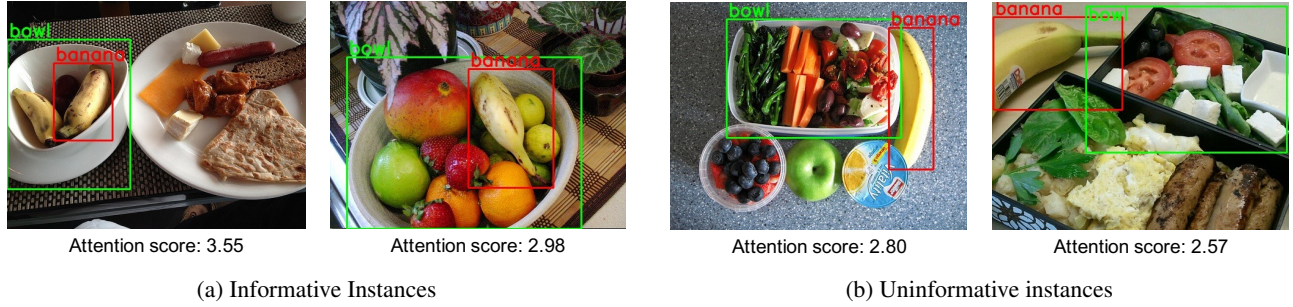 bowl
banana
bowl
banana
bowl
banana
banana
bowl
Attention score: 3.55
Attention score: 2.98
Attention score: 2.80
Attention score: 2.57
(a) Informative Instances
(b) Uninformative instances